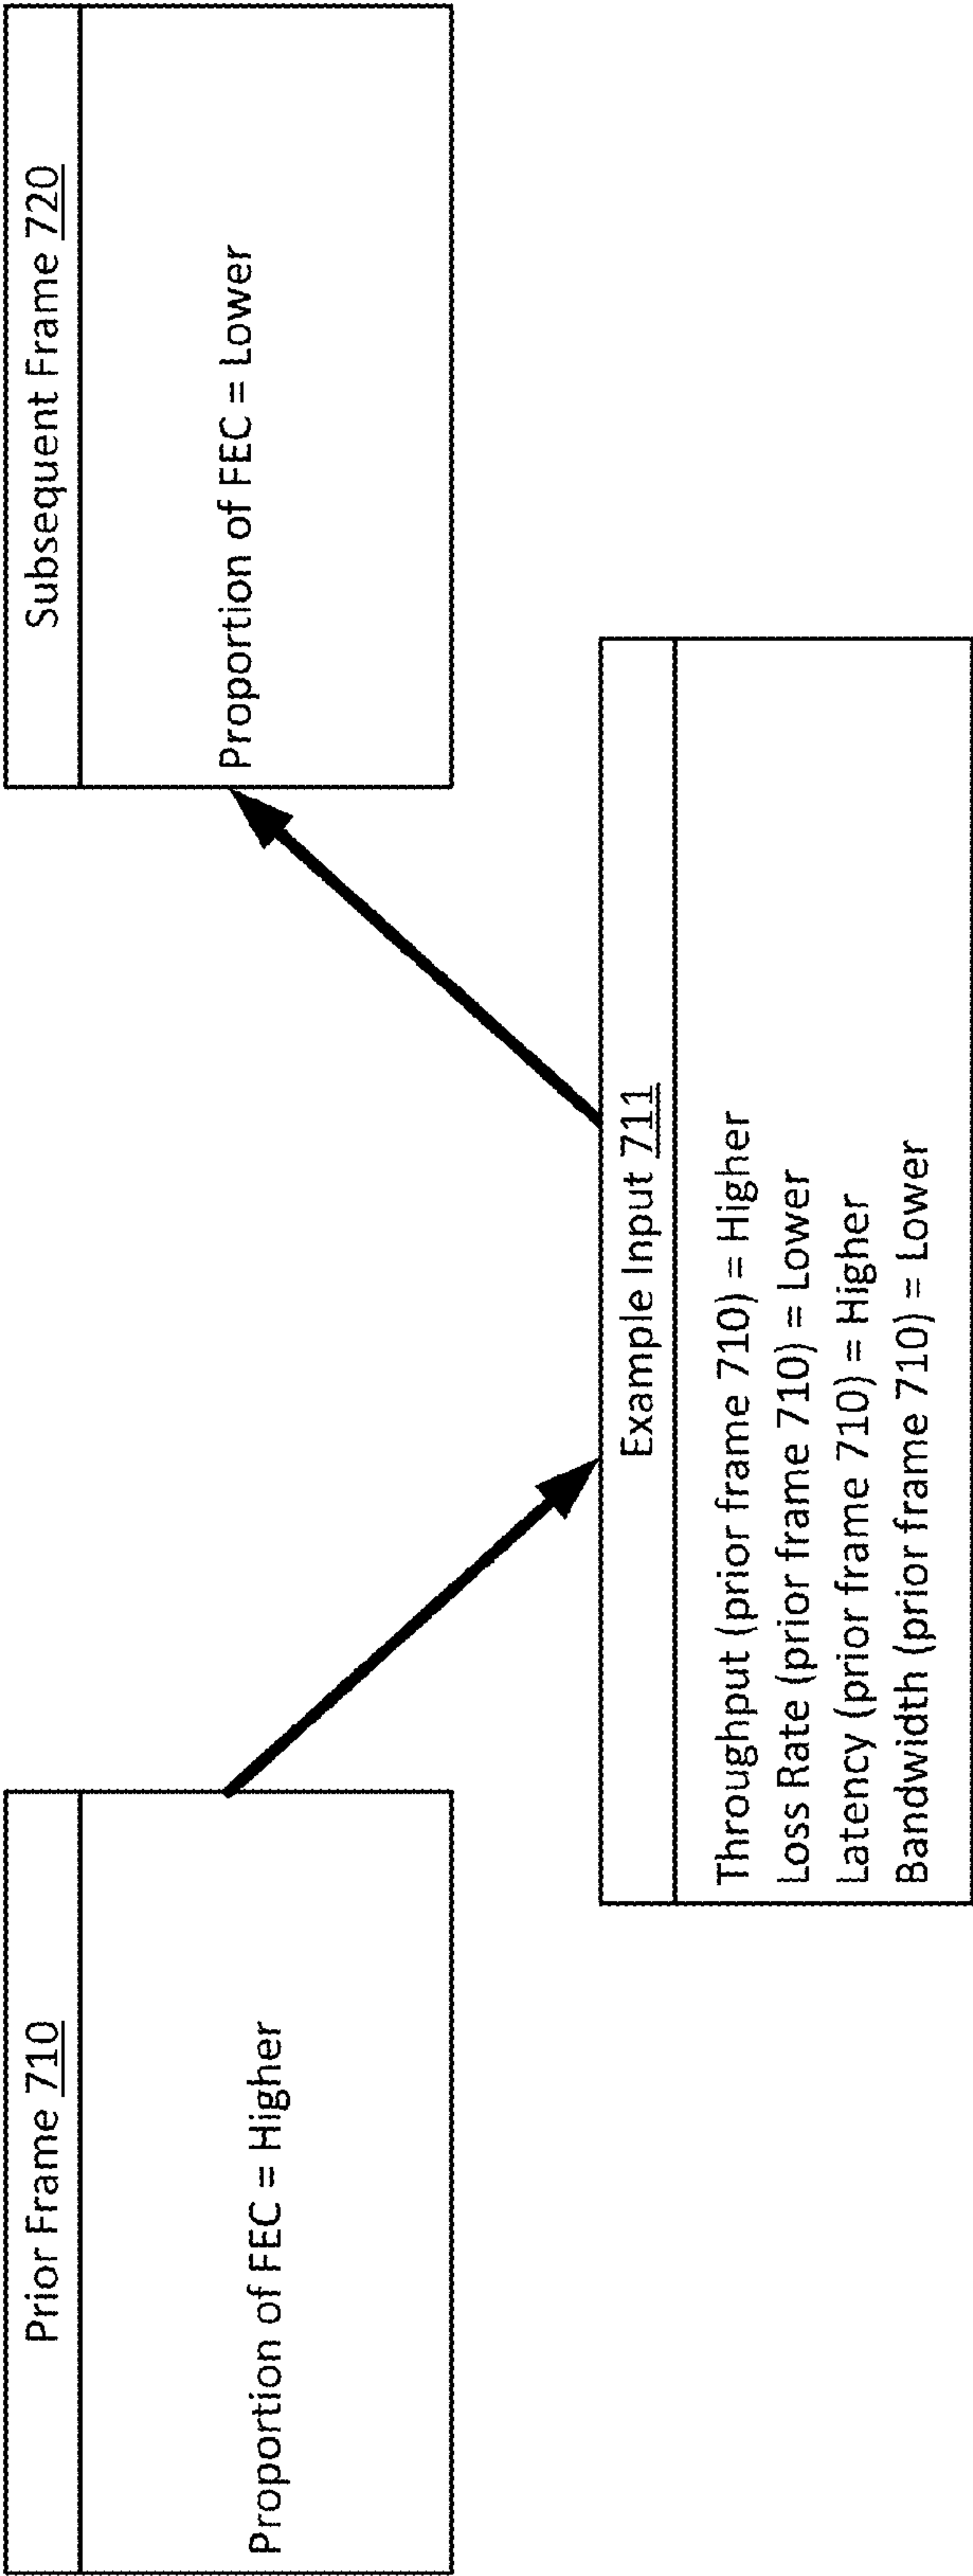 Prior Frame 710
Proportion of FEC = Higher
Example Input 711
Throughput (prior frame 710) = Higher
Loss Rate (prior frame 710) = Lower
Latency (prior frame 710) = Higher
Bandwidth (prior frame 710) = Lower
Subsequent Frame 720
Proportion of FEC = Lower